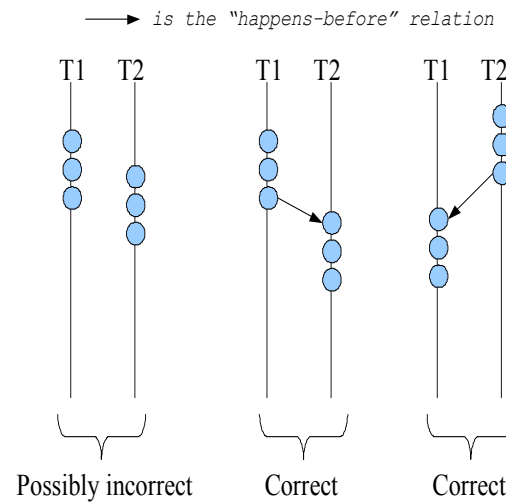 is the “happens-before” relation
T1 T2 T1 T2 T1 T2
Possibly incorrect Correct Correct